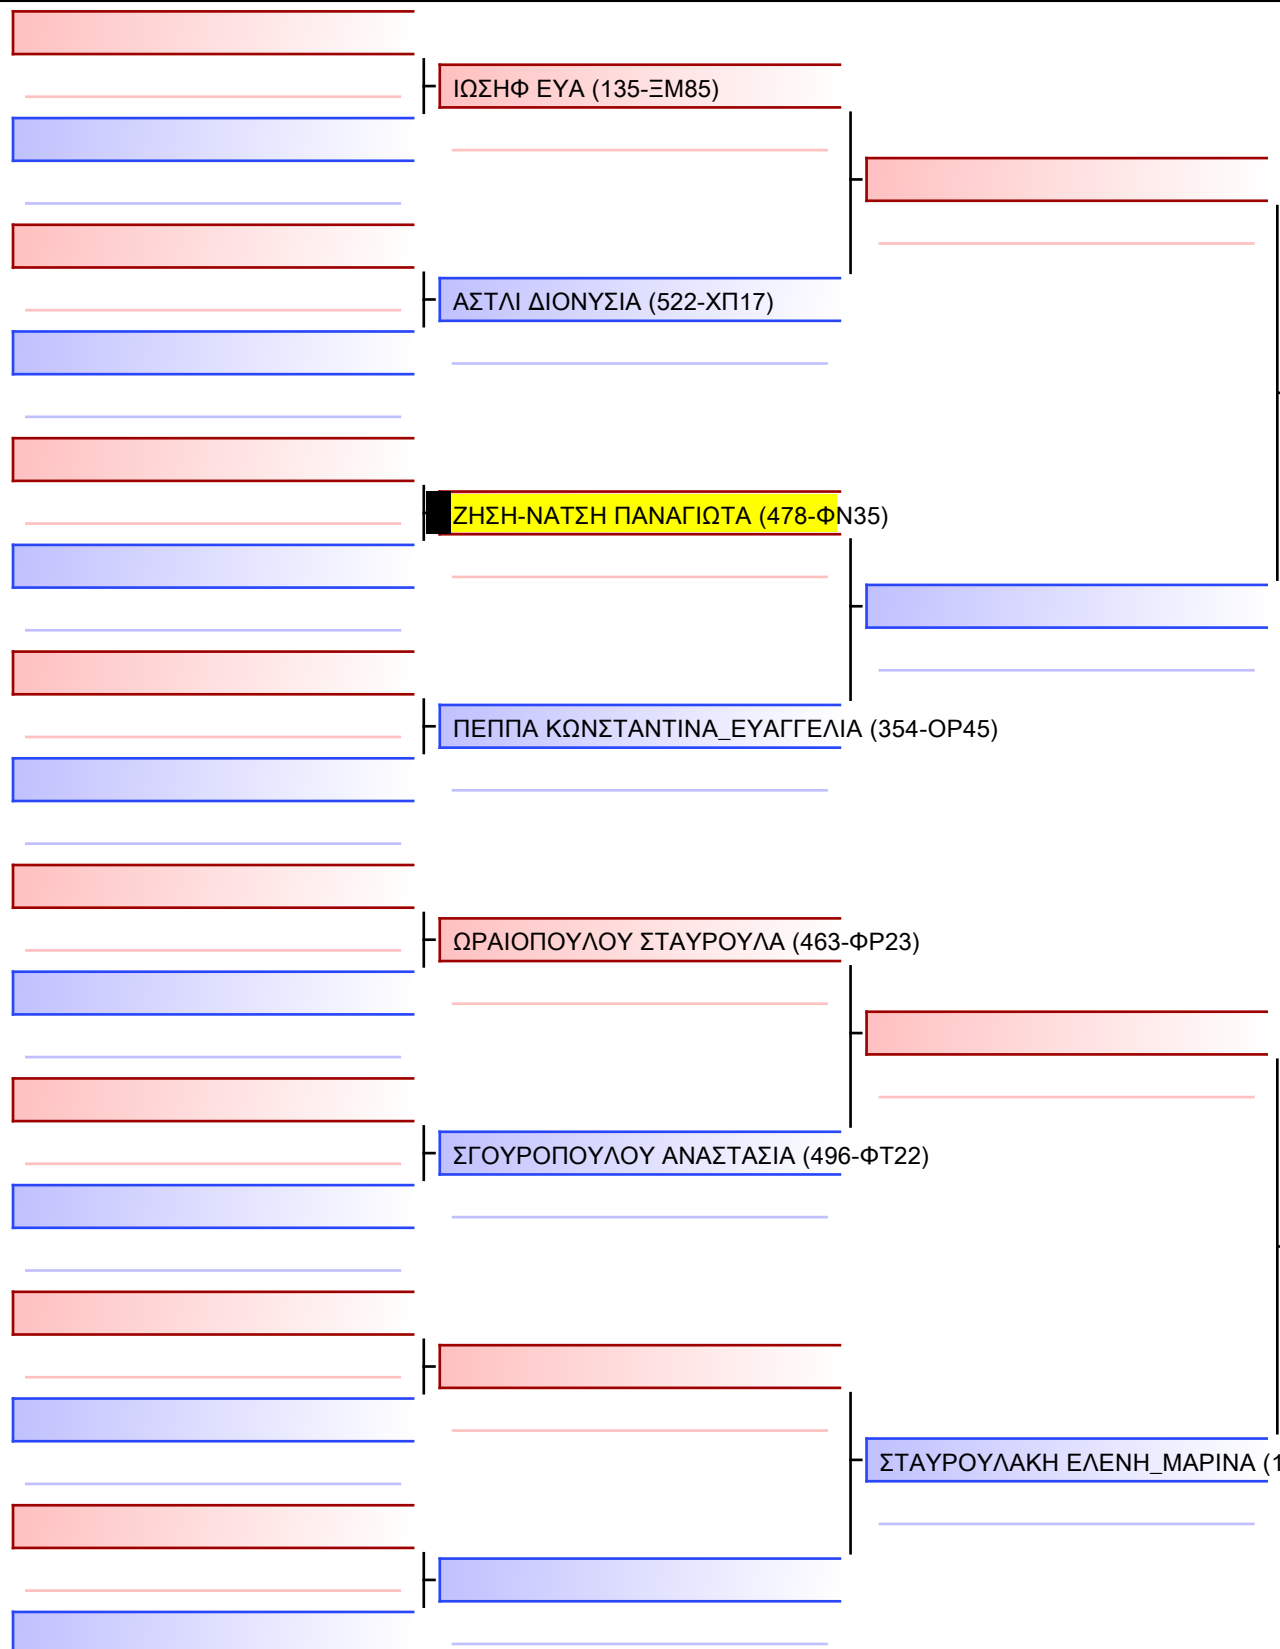 ΙΩΣΗΦ ΕΥΑ (135-ΞΜ85)
ΑΣΤΛΙ ΔΙΟΝΥΣΙΑ (522-ΧΠ17)
ΖΗΣΗ-ΝΑΤΣΗ ΠΑΝΑΓΙΩΤΑ (478-ΦΝ35)
ΠΕΠΠΑ ΚΩΝΣΤΑΝΤΙΝΑ_ΕΥΑΓΓΕΛΙΑ (354-ΟΡ45)
ΩΡΑΙΟΠΟΥΛΟΥ ΣΤΑΥΡΟΥΛΑ (463-ΦΡ23)
ΣΓΟΥΡΟΠΟΥΛΟΥ ΑΝΑΣΤΑΣΙΑ (496-ΦΤ22)
ΣΤΑΥΡΟΥΛΑΚΗ ΕΛΕΝΗ_ΜΑΡΙΝΑ (1